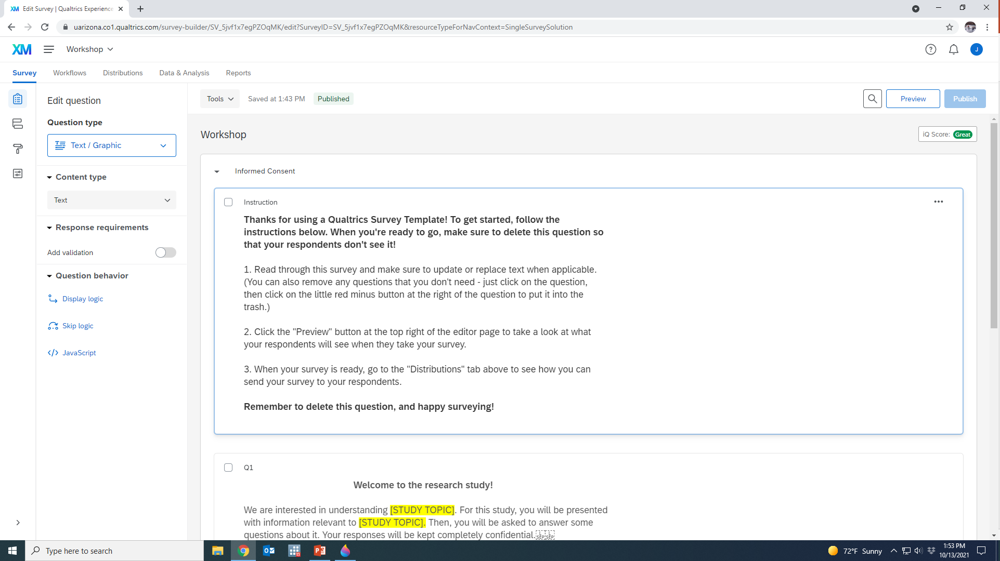 XM Edit Survey | Qualtrics Experience
uarizona.co1.qualtrics.com/survey-builder/SV_5jvf1x7egPZOqMK/edit?SurveyID=SV_5jvf1x7egPZOqMK&resourceTypeForNavContext=SingleSurveySolution
XM Workshop
J
Survey Workflows Distributions Data & Analysis Reports
Edit question
Question type
Text / Graphic
Content type
Text
Response requirements
Add validation
Question behavior
Display logic
Skip logic
JavaScript
Tools Saved at 1:43 PM Published
Preview Publish
Workshop
iQ Score: Great
Informed Consent
Instruction
Thanks for using a Qualtrics Survey Template! To get started, follow the
instructions below. When you're ready to go, make sure to delete this question so
that your respondents don't see it!
1. Read through this survey and make sure to update or replace text when applicable.
(You can also remove any questions that you don't need - just click on the question,
then click on the little red minus button at the right of the question to put it into the
trash.)
2. Click the "Preview" button at the top right of the editor page to take a look at what
your respondents will see when they take your survey.
3. When your survey is ready, go to the "Distributions" tab above to see how you can
send your survey to your respondents.
Remember to delete this question, and happy surveying!
Q1
Welcome to the research study!
We are interested in understanding [STUDY TOPIC]. For this study, you will be presented
with information relevant to [STUDY TOPIC]. Then, you will be asked to answer some
questions about it. Your responses will be kept completely confidential.
Type here to search
72°F Sunny
1:53 PM
10/13/2021